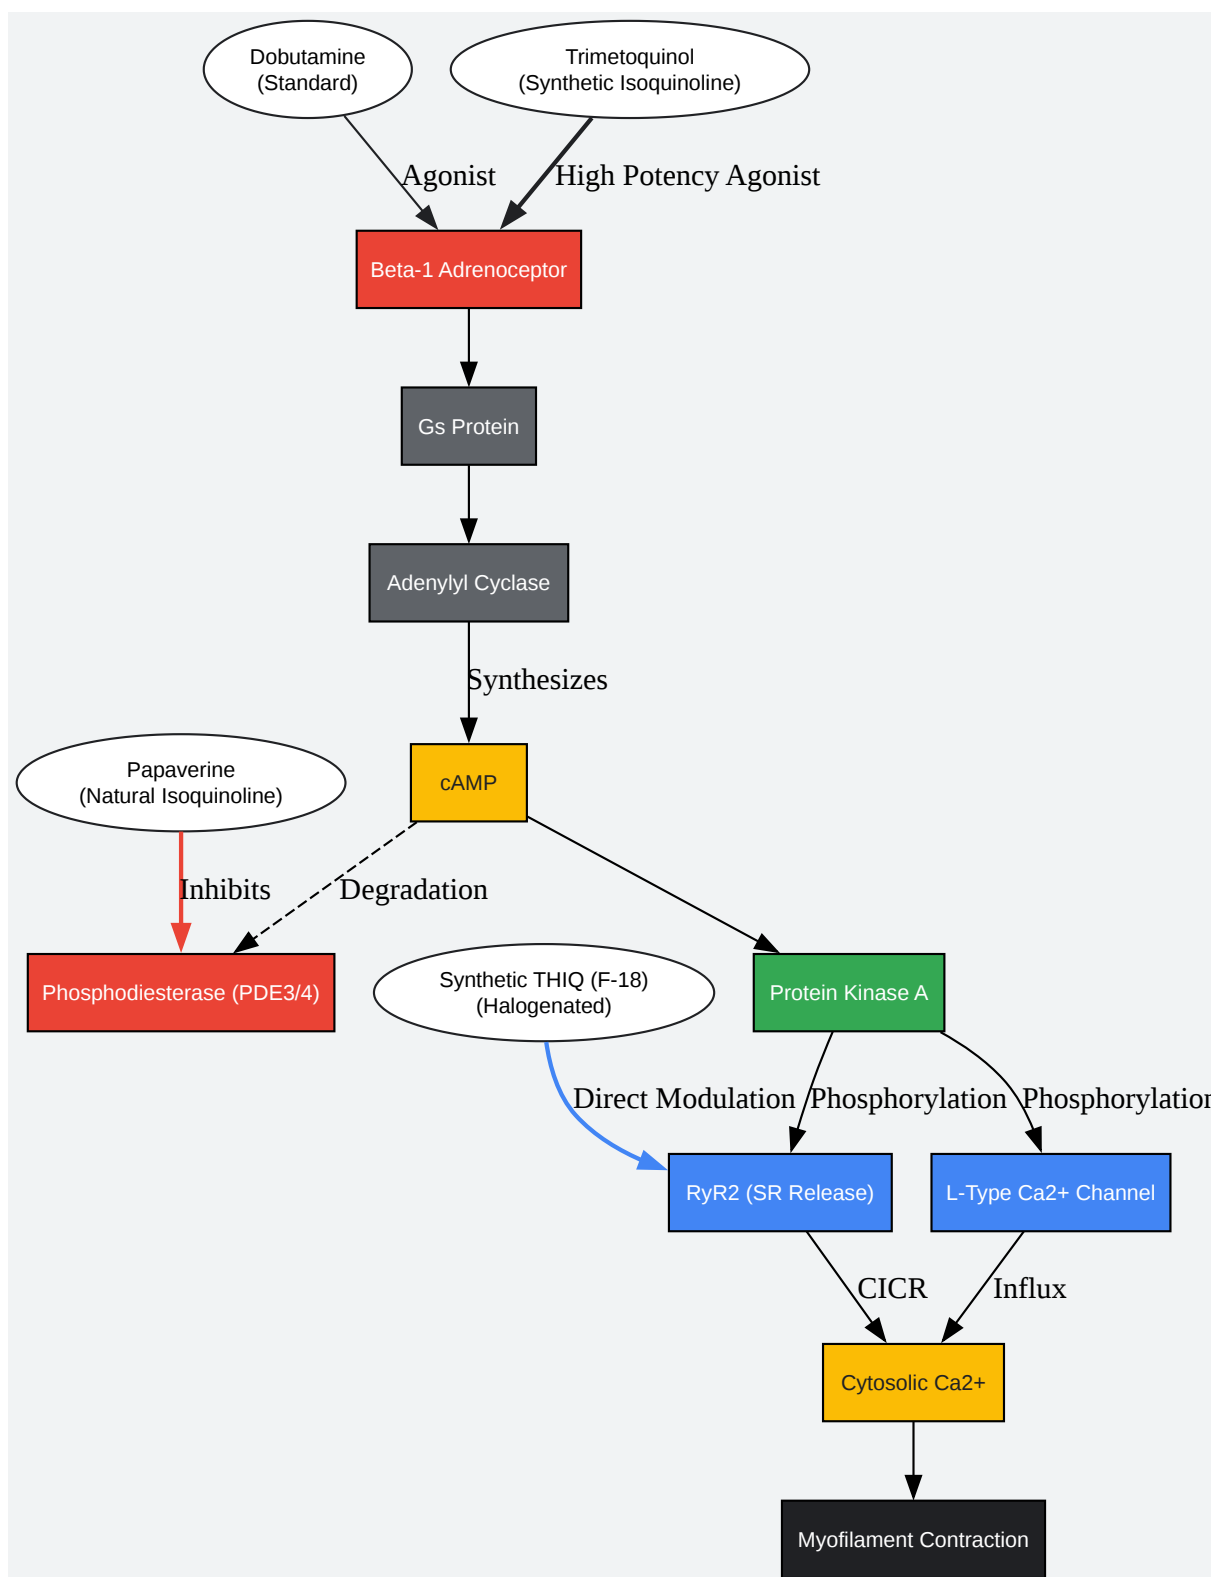 Dobutamine
(Standard)
Trimetoquinol
(Synthetic Isoquinoline)
Agonist
High Potency Agonist
Beta-1 Adrenoceptor
Gs Protein
Adenylyl Cyclase
Synthesizes
Papaverine
(Natural Isoquinoline)
cAMP
Inhibits
Degradation
Phosphodiesterase (PDE3/4)
Synthetic THIQ (F-18)
(Halogenated)
Protein Kinase A
Direct Modulation
Phosphorylation
Phosphorylation
RyR2 (SR Release)
L-Type Ca2+ Channel
CICR
Influx
Cytosolic Ca2+
Myofilament Contraction